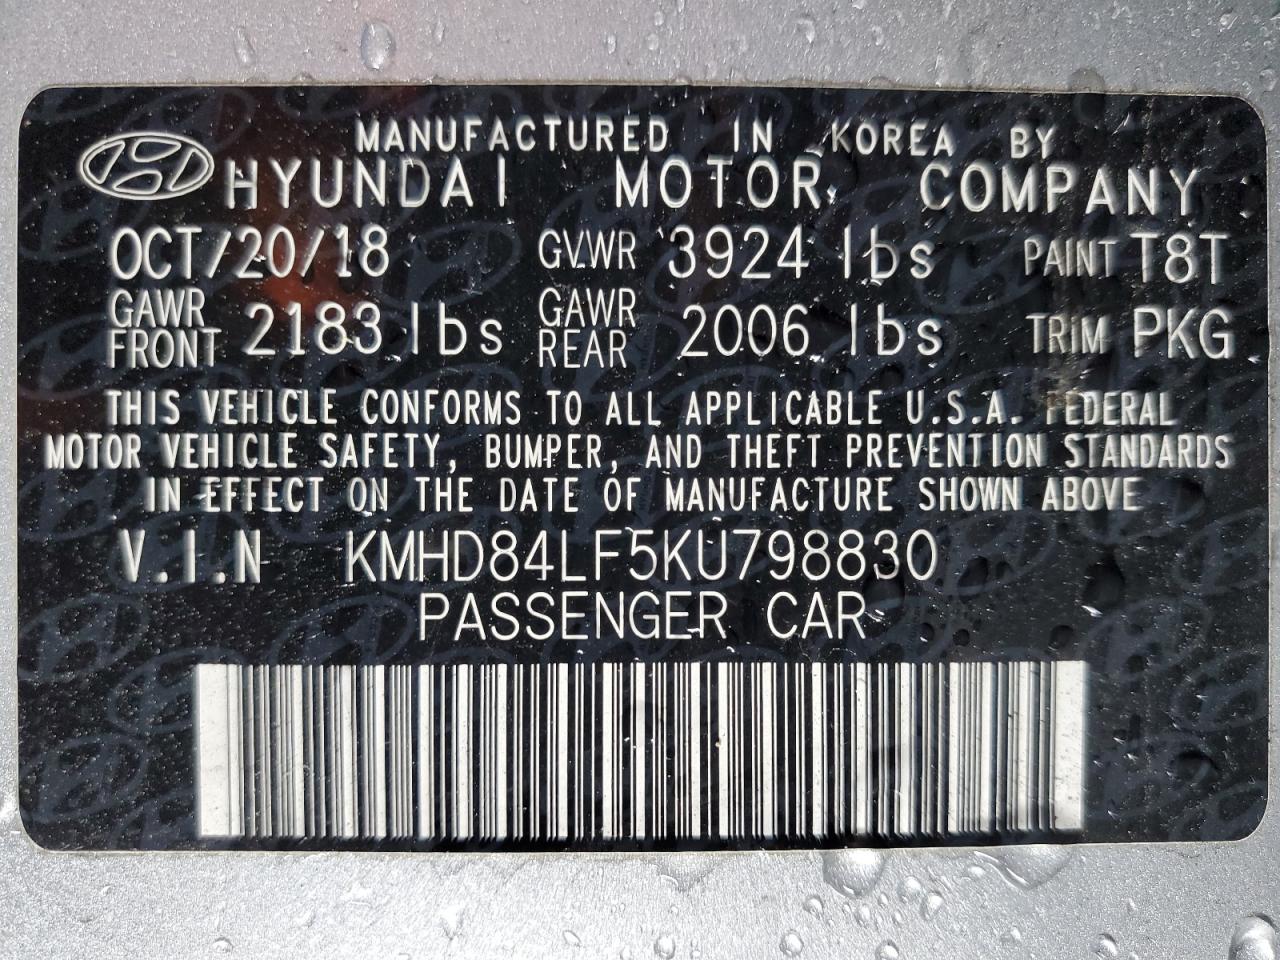 MANUFACTURED IN KOREA BY
HYUNDAI MOTOR COMPANY
OCT/20/18 GVWR 3924 lbs PAINT T8T
GAWR FRONT 2183 lbs GAWR REAR 2006 lbs TRIM PKG
THIS VEHICLE CONFORMS TO ALL APPLICABLE U.S.A. FEDERAL
MOTOR VEHICLE SAFETY, BUMPER, AND THEFT PREVENTION STANDARDS
IN EFFECT ON THE DATE OF MANUFACTURE SHOWN ABOVE
V.I.N KMHD84LF5KU798830
PASSENGER CAR